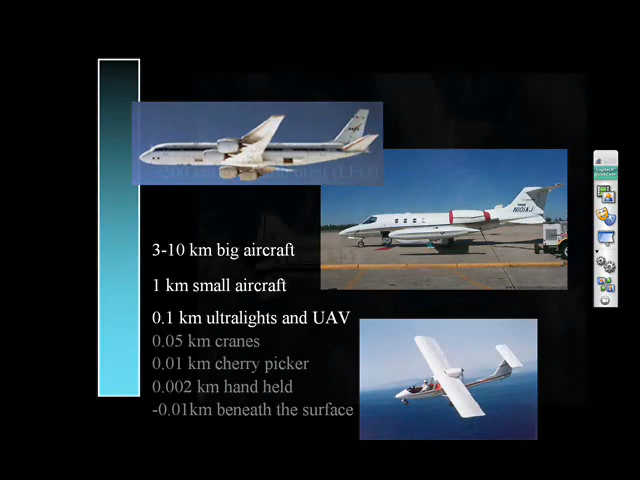 3-10 km big aircraft
1 km small aircraft
0.1 km ultralights and UAV
0.05 km cranes
0.01 km cherry picker
0.002 km hand held
-0.01km beneath the surface
N101AJ